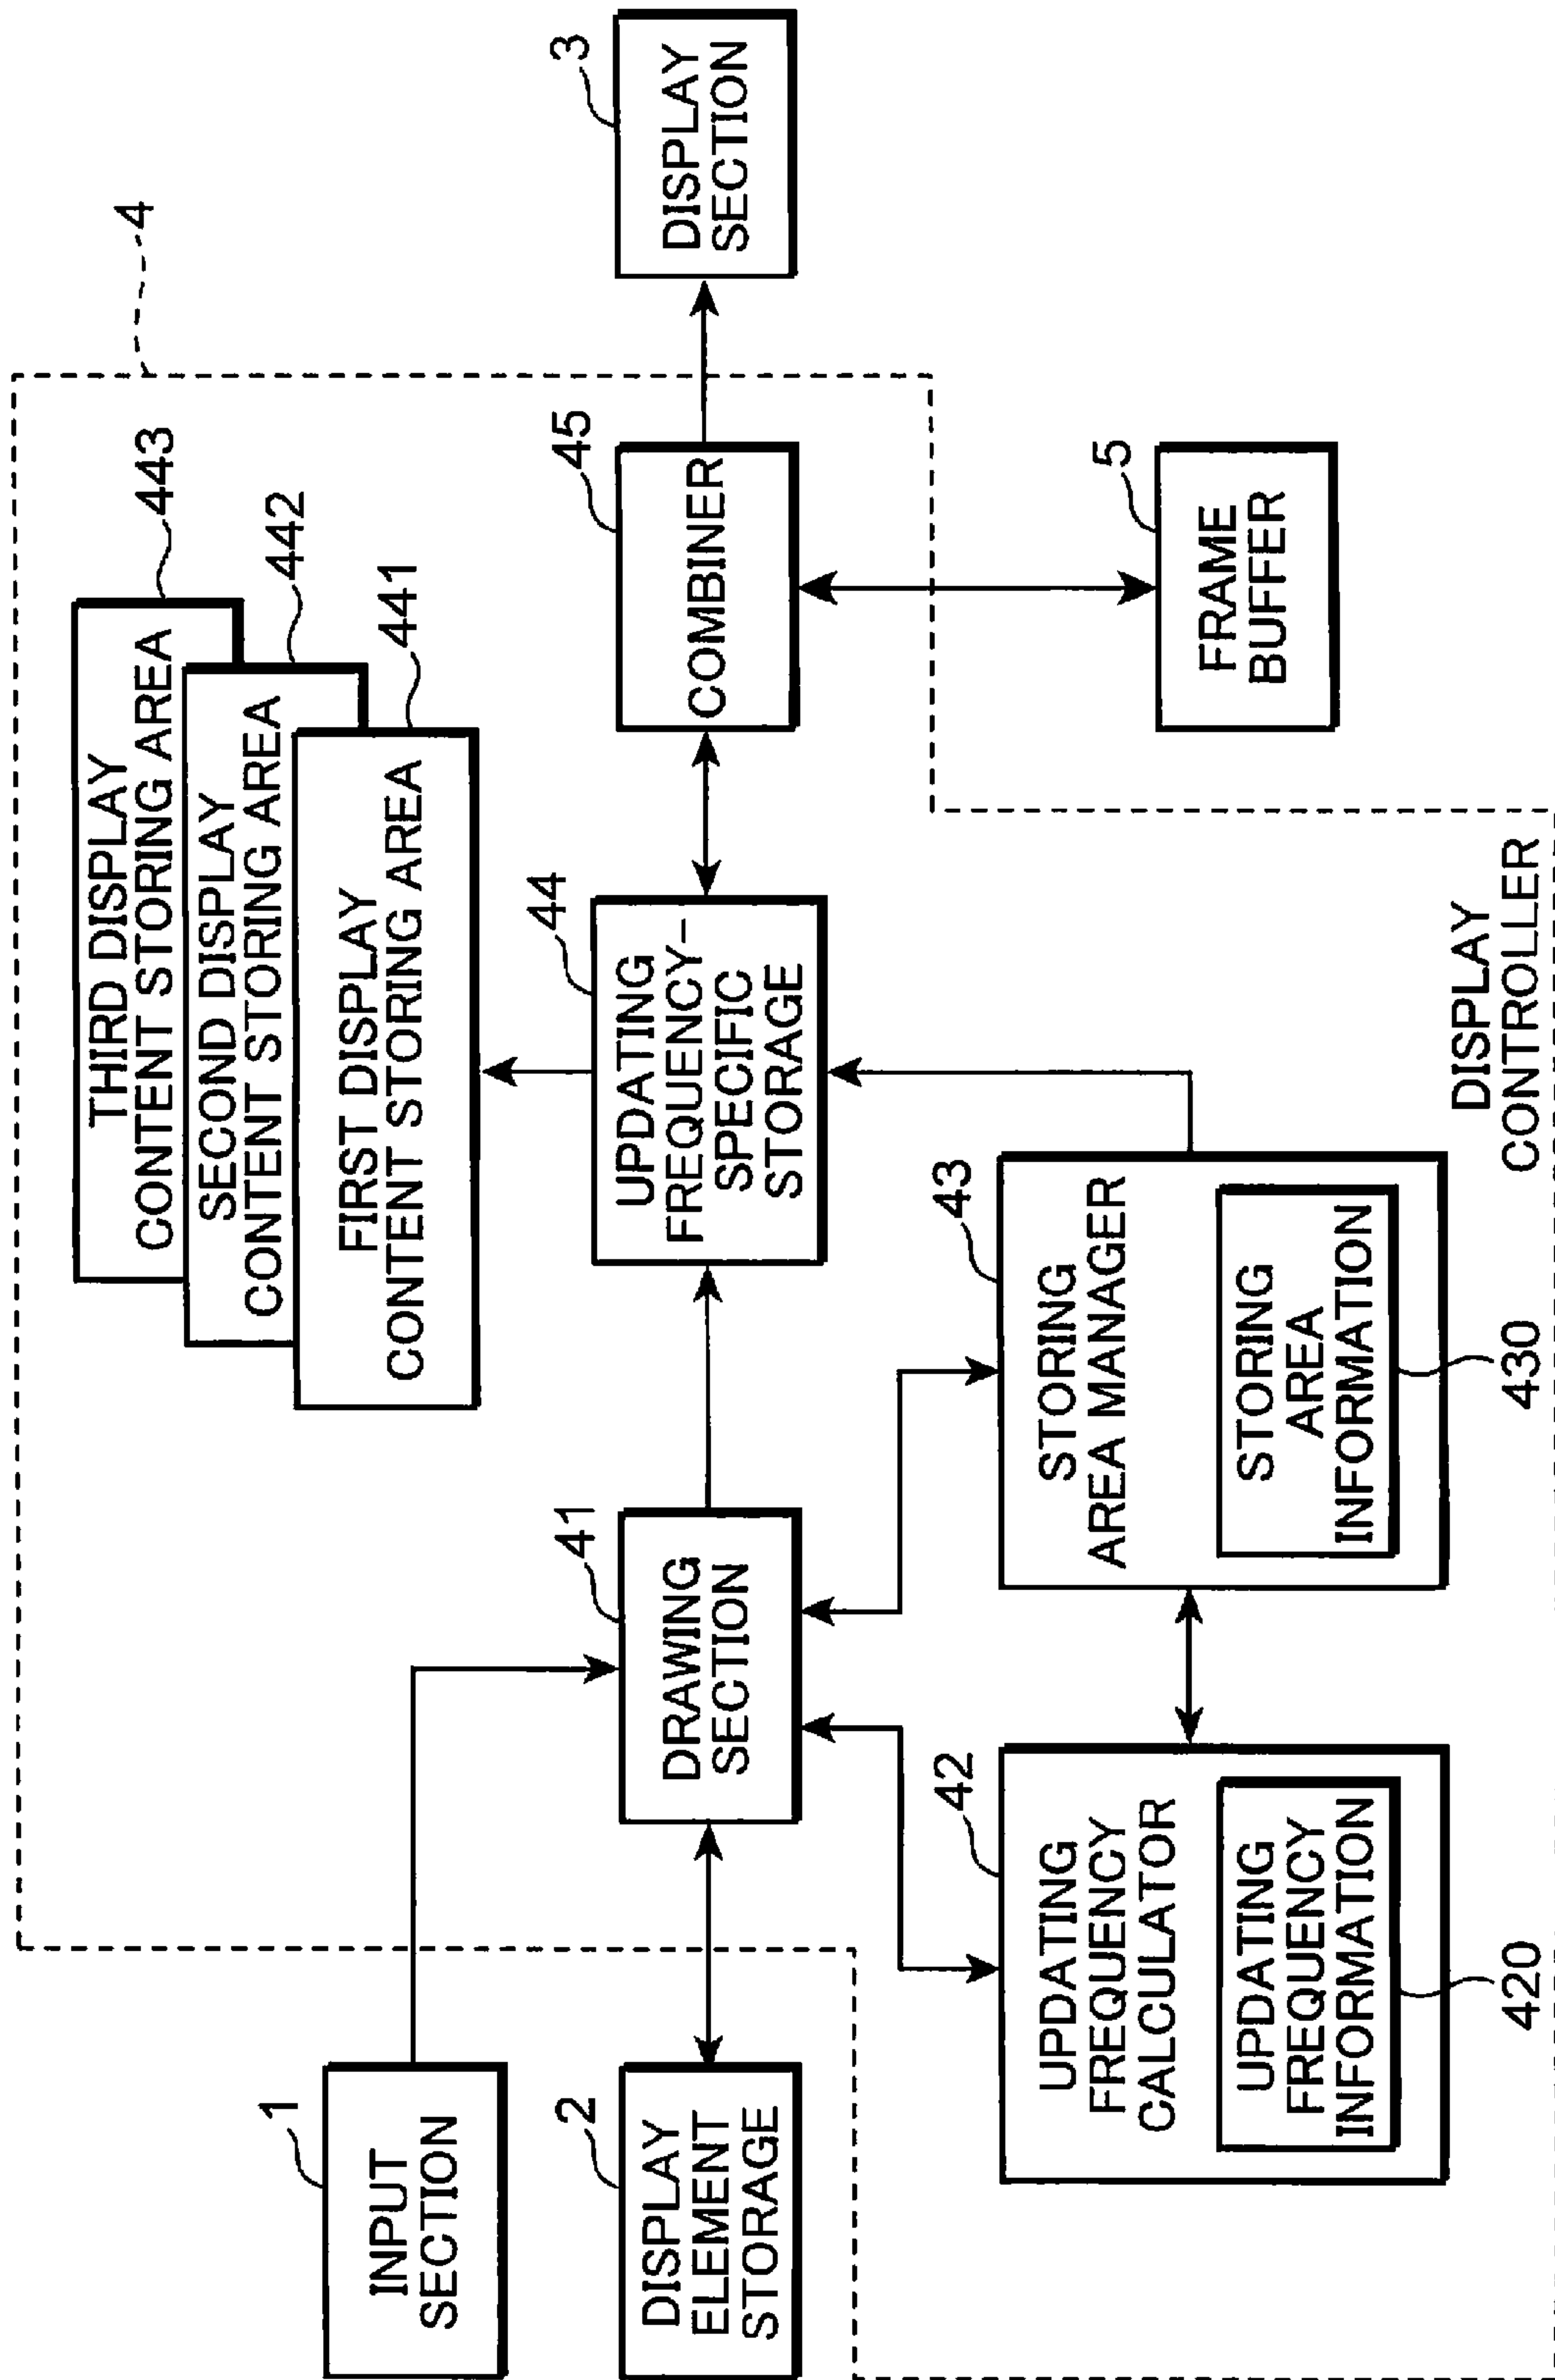 4
THIRD DISPLAY
CONTENT STORING AREA
443
SECOND DISPLAY
CONTENT STORING AREA
442
FIRST DISPLAY
CONTENT STORING AREA
441
1
INPUT
SECTION
2
DISPLAY
ELEMENT
STORAGE
41
DRAWING
SECTION
44
UPDATING
FREQUENCY-
SPECIFIC
STORAGE
45
COMBINER
3
DISPLAY
SECTION
42
UPDATING
FREQUENCY
CALCULATOR
UPDATING
FREQUENCY
INFORMATION
420
43
STORING
AREA MANAGER
STORING
AREA
INFORMATION
430
5
FRAME
BUFFER
DISPLAY
CONTROLLER